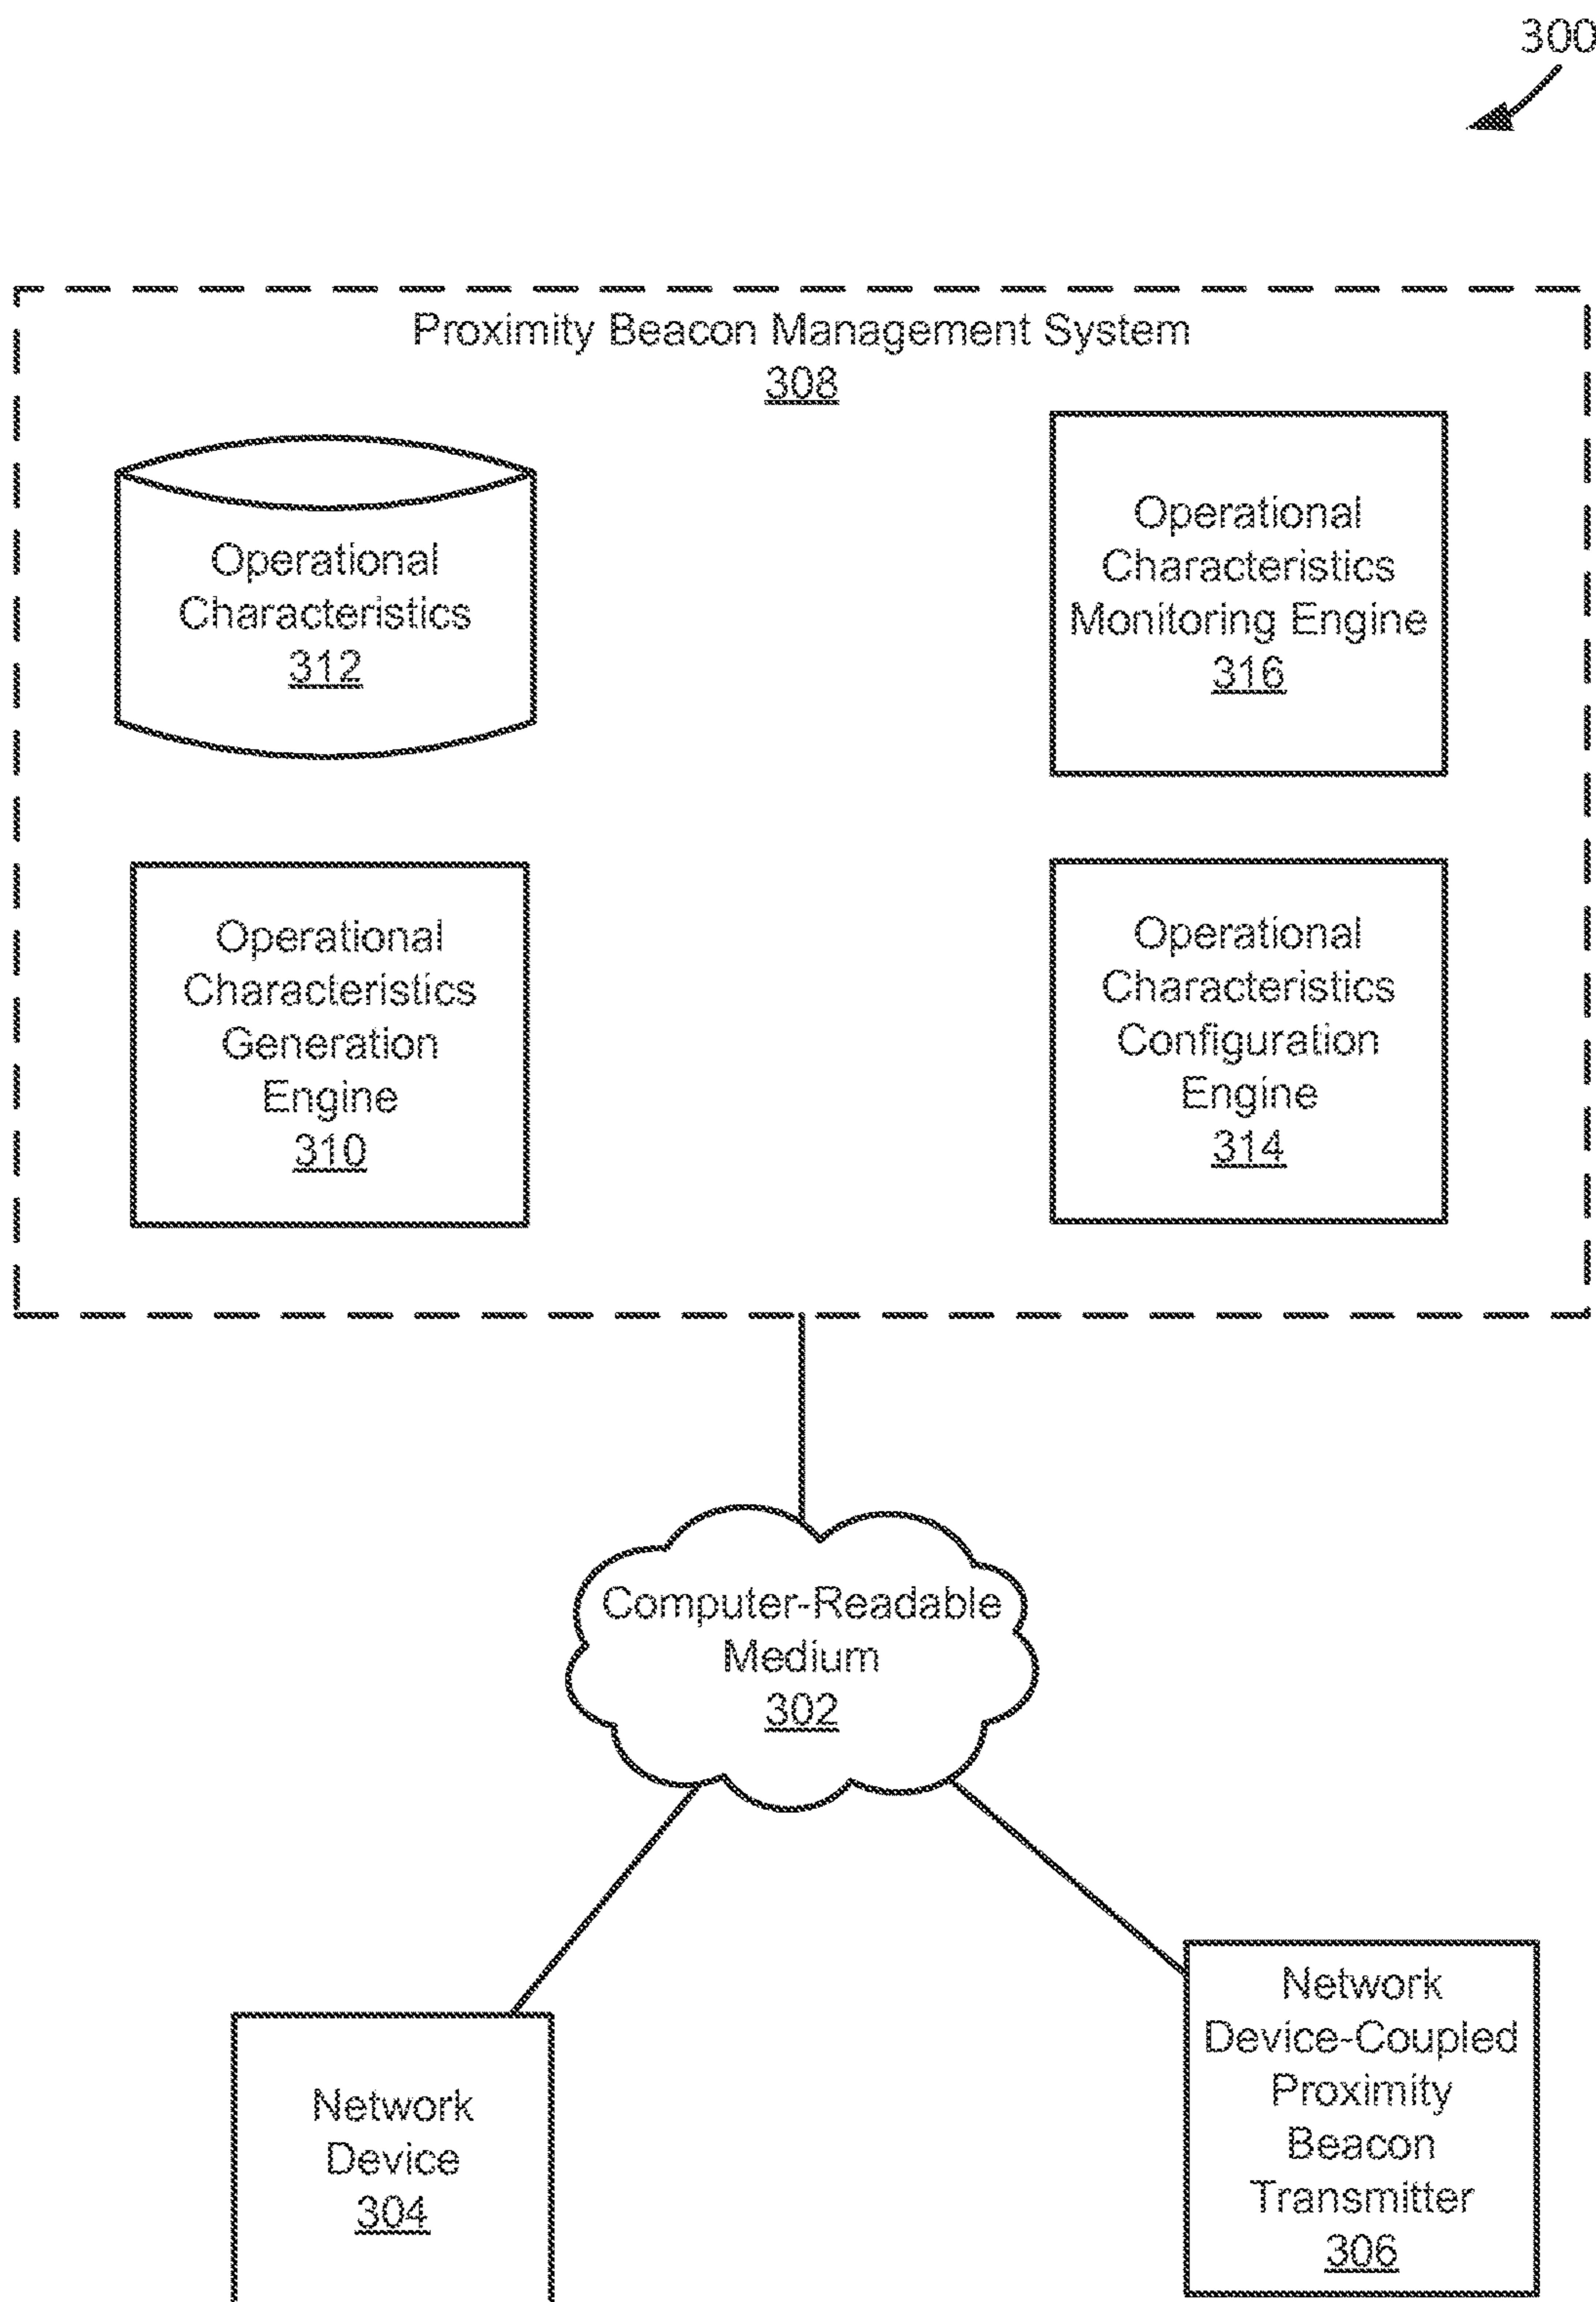 300
Proximity Beacon Management System
308
Operational
Characteristics
312
Operational
Characteristics
Monitoring Engine
316
Operational
Characteristics
Generation
Engine
310
Operational
Characteristics
Configuration
Engine
314
Computer-Readable
Medium
302
Network
Device
304
Network
Device-Coupled
Proximity
Beacon
Transmitter
306